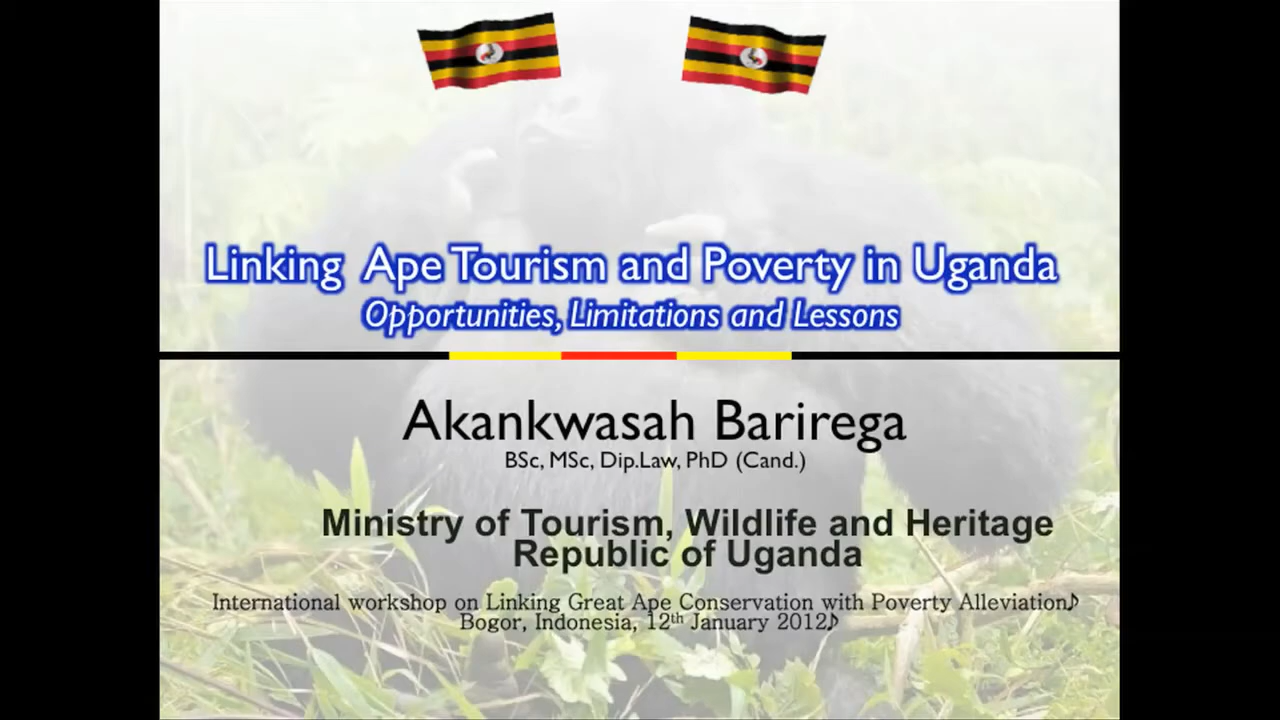 Linking Ape Tourism and Poverty in Uganda
Opportunities, Limitations and Lessons
Akankwasah Barirega
BSc, MSc, Dip.Law, PhD (Cand.)
Ministry of Tourism, Wildlife and Heritage
Republic of Uganda
International workshop on Linking Great Ape Conservation with Poverty Alleviation♪
Bogor, Indonesia, 12th January 2012♪